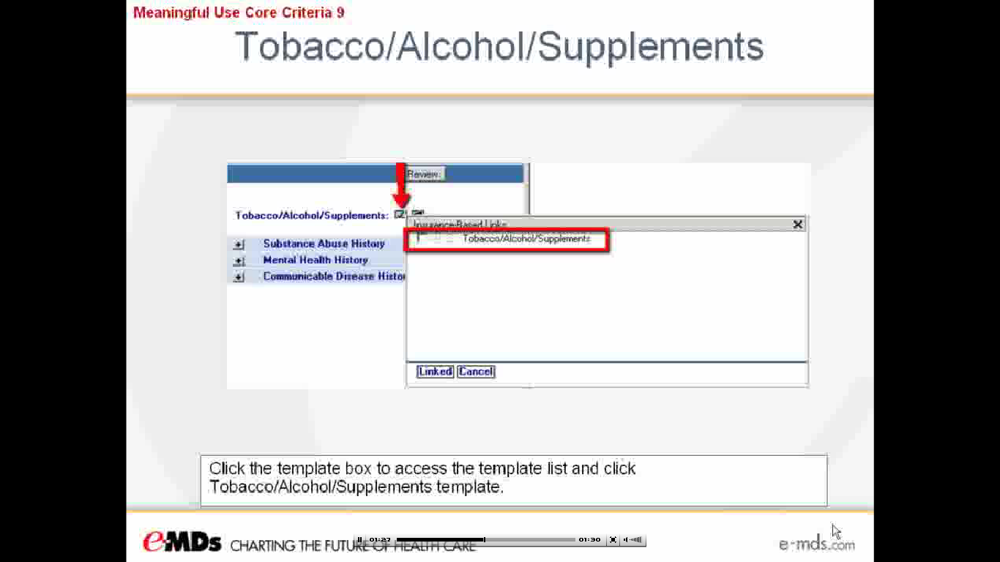 Meaningful Use Core Criteria 9
Tobacco/Alcohol/Supplements
Review:
Tobacco/Alcohol/Supplements:
Insurance-Based Links
Tobacco/Alcohol/Supplements
Substance Abuse History
Mental Health History
Communicable Disease Histo
Linked Cancel
Click the template box to access the template list and click
Tobacco/Alcohol/Supplements template.
e-MDs CHARTING THE FUTURE OF HEALTH CARE
01:27 01:30
e-mds.com